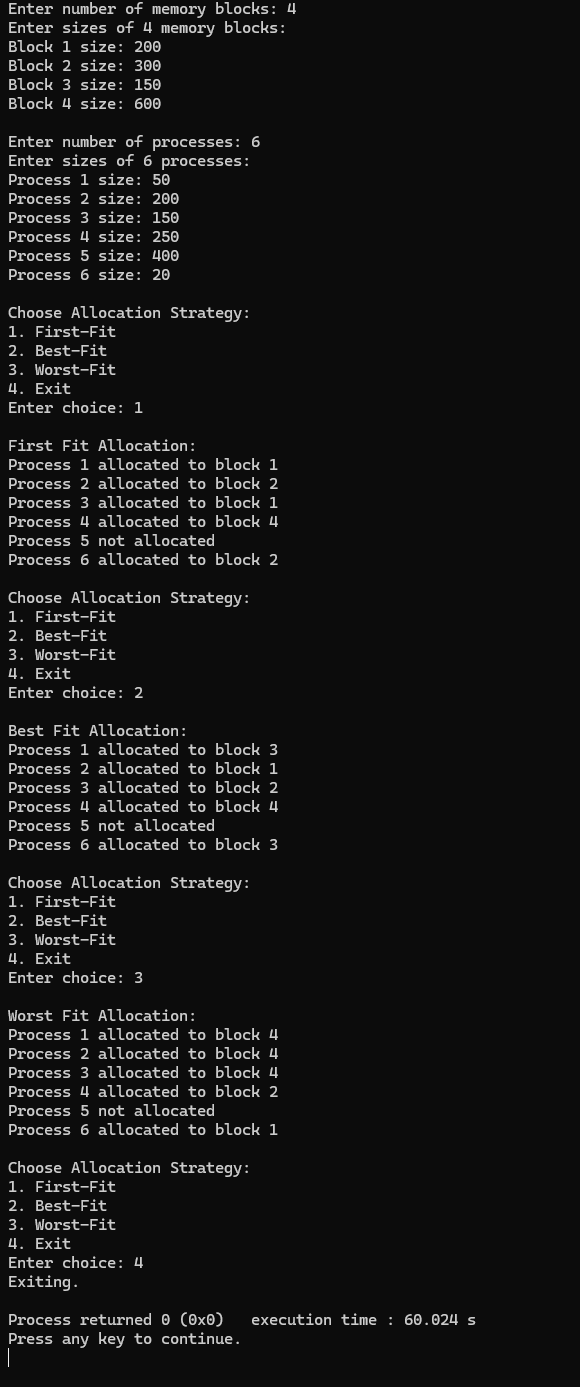 Enter number of memory blocks: 4
Enter sizes of 4 memory blocks:
Block 1 size: 200
Block 2 size: 300
Block 3 size: 150
Block 4 size: 600
Enter number of processes: 6
Enter sizes of 6 processes:
Process 1 size: 50
Process 2 size: 200
Process 3 size: 150
Process 4 size: 250
Process 5 size: 400
Process 6 size: 20
Choose Allocation Strategy:
1. First-Fit
2. Best-Fit
3. Worst-Fit
4. Exit
Enter choice: 1
First Fit Allocation:
Process 1 allocated to block 1
Process 2 allocated to block 2
Process 3 allocated to block 1
Process 4 allocated to block 4
Process 5 not allocated
Process 6 allocated to block 2
Choose Allocation Strategy:
1. First-Fit
2. Best-Fit
3. Worst-Fit
4. Exit
Enter choice: 2
Best Fit Allocation:
Process 1 allocated to block 3
Process 2 allocated to block 1
Process 3 allocated to block 2
Process 4 allocated to block 4
Process 5 not allocated
Process 6 allocated to block 3
Choose Allocation Strategy:
1. First-Fit
2. Best-Fit
3. Worst-Fit
4. Exit
Enter choice: 3
Worst Fit Allocation:
Process 1 allocated to block 4
Process 2 allocated to block 4
Process 3 allocated to block 4
Process 4 allocated to block 2
Process 5 not allocated
Process 6 allocated to block 1
Choose Allocation Strategy:
1. First-Fit
2. Best-Fit
3. Worst-Fit
4. Exit
Enter choice: 4
Exiting.
Process returned 0 (0x0)   execution time : 60.024 s
Press any key to continue.